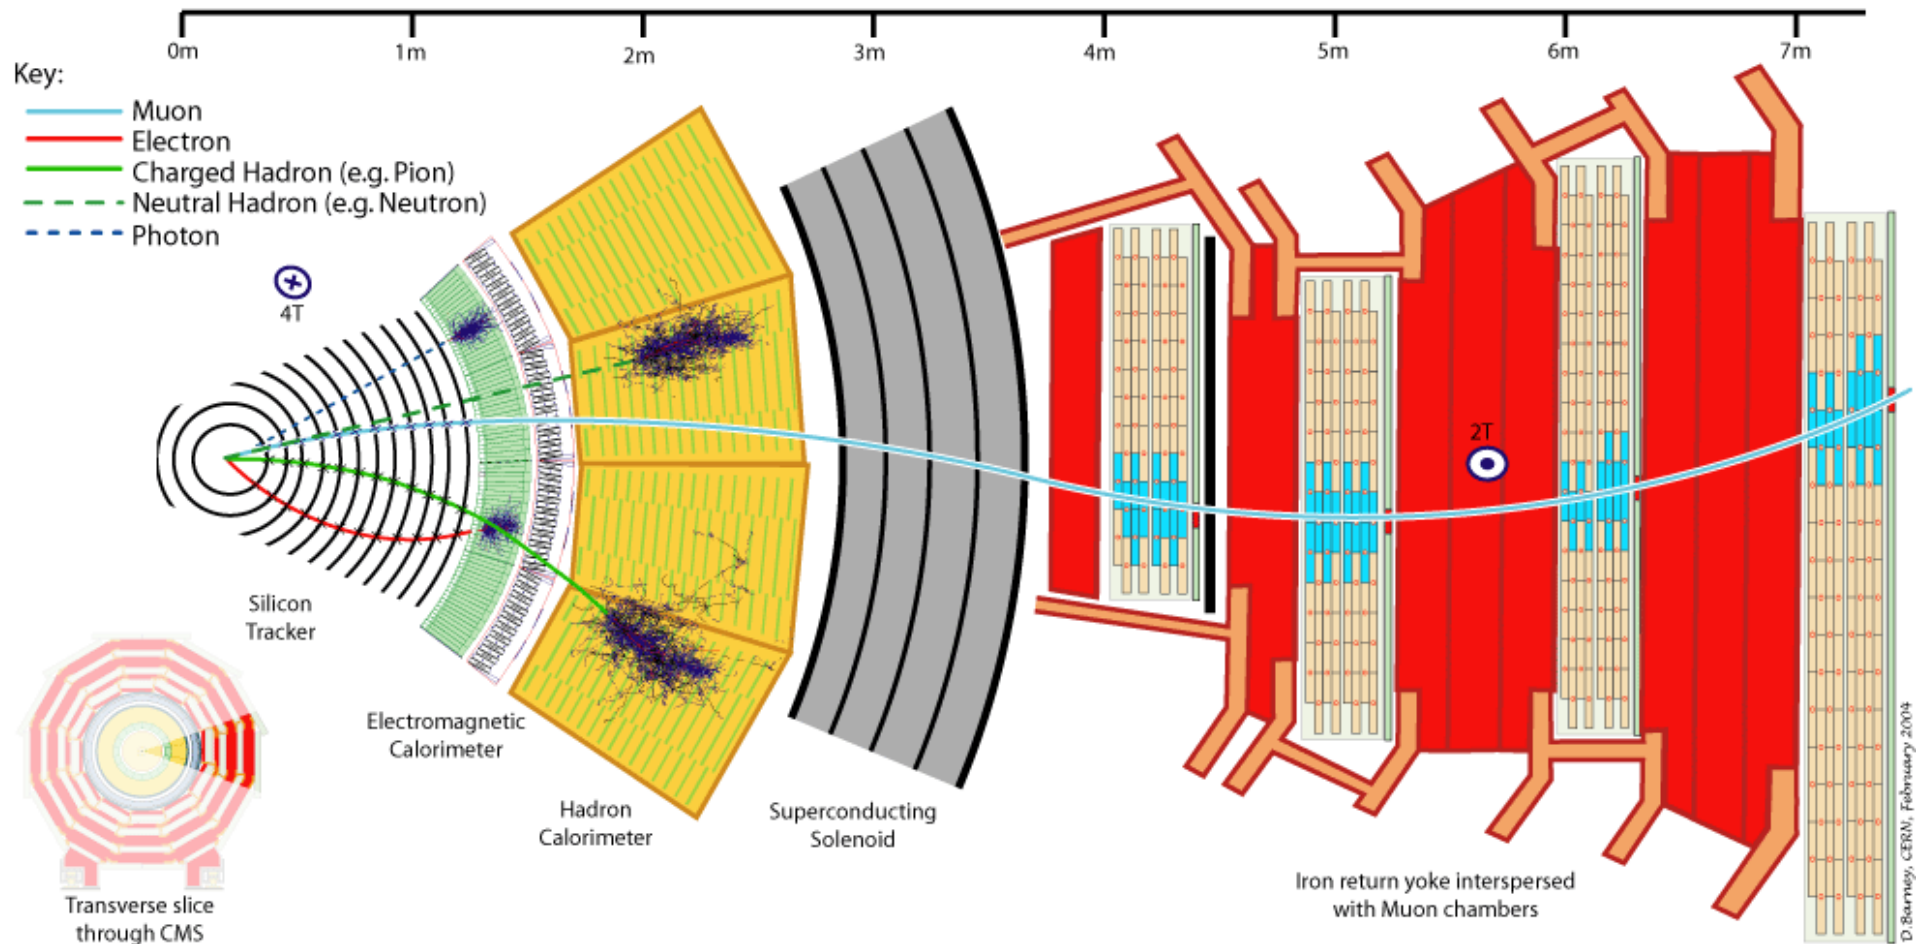 0m 1m 2m 3m 4m 5m 6m 7m
Key:
Muon
Electron
Charged Hadron (e.g. Pion)
Neutral Hadron (e.g. Neutron)
Photon
4T
2T
Silicon
Tracker
Electromagnetic
Calorimeter
Hadron
Calorimeter
Superconducting
Solenoid
Iron return yoke interspersed
with Muon chambers
Transverse slice
through CMS
D. Barney, CERN, February 2004